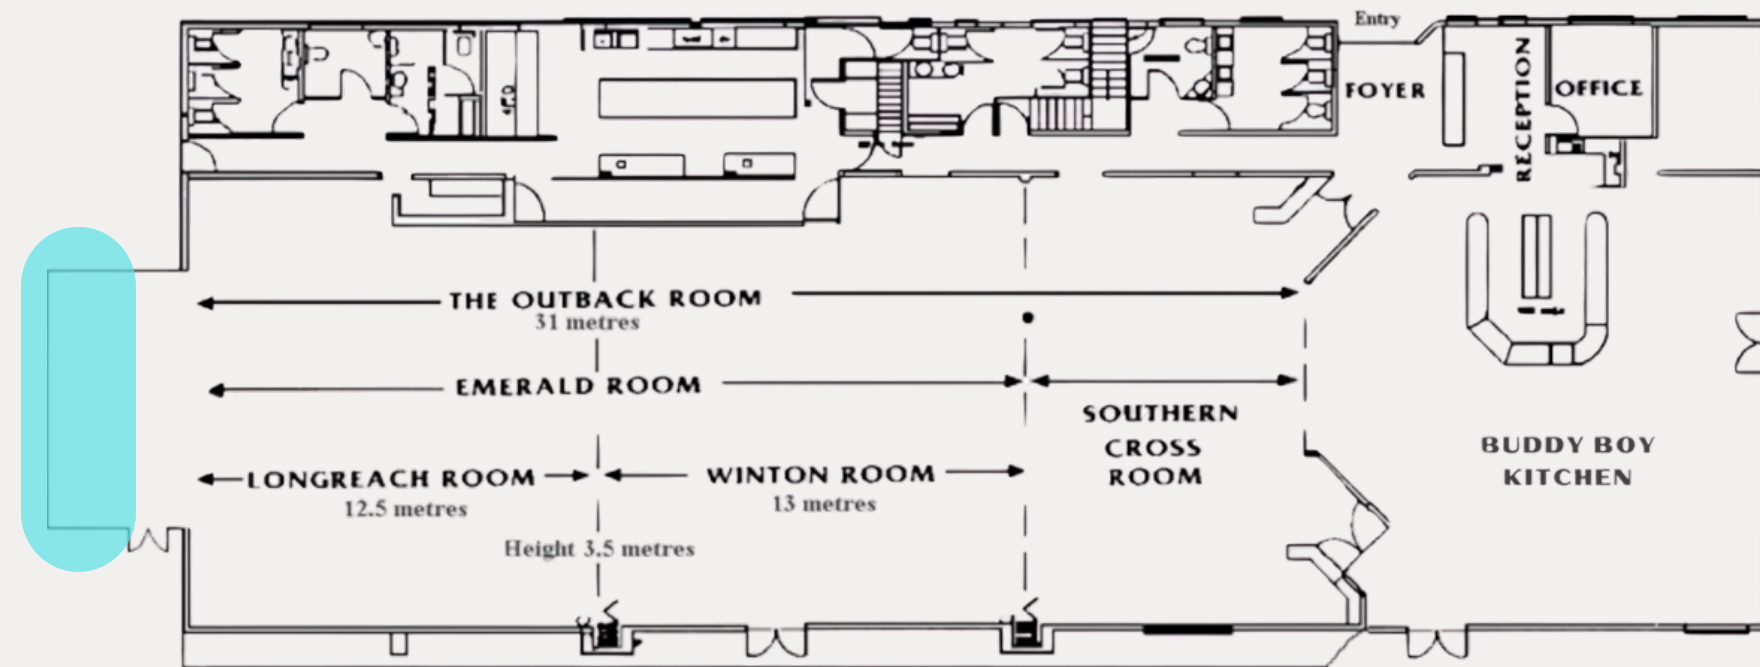 Entry
FOYER
RECEPTION
OFFICE
THE OUTBACK ROOM
31 metres
EMERALD ROOM
SOUTHERN
CROSS
ROOM
BUDDY BOY
KITCHEN
LONGREACH ROOM
12.5 metres
WINTON ROOM
13 metres
Height 3.5 metres